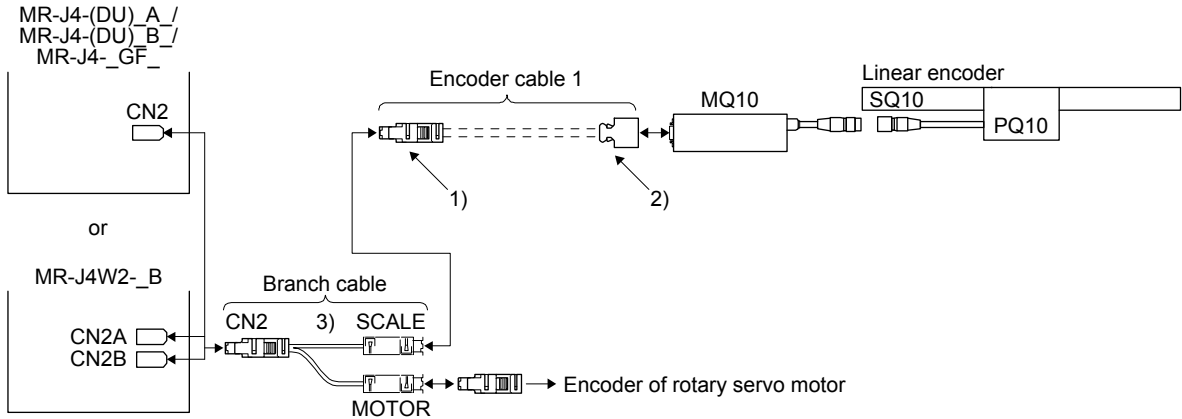 MR-J4-(DU)_A_/
MR-J4-(DU)_B_/
MR-J4-_GF_
CN2
Encoder cable 1
MQ10
Linear encoder
SQ10
PQ10
1)
2)
or
MR-J4W2-_B
CN2A
CN2B
Branch cable
CN2 3) SCALE
MOTOR
Encoder of rotary servo motor